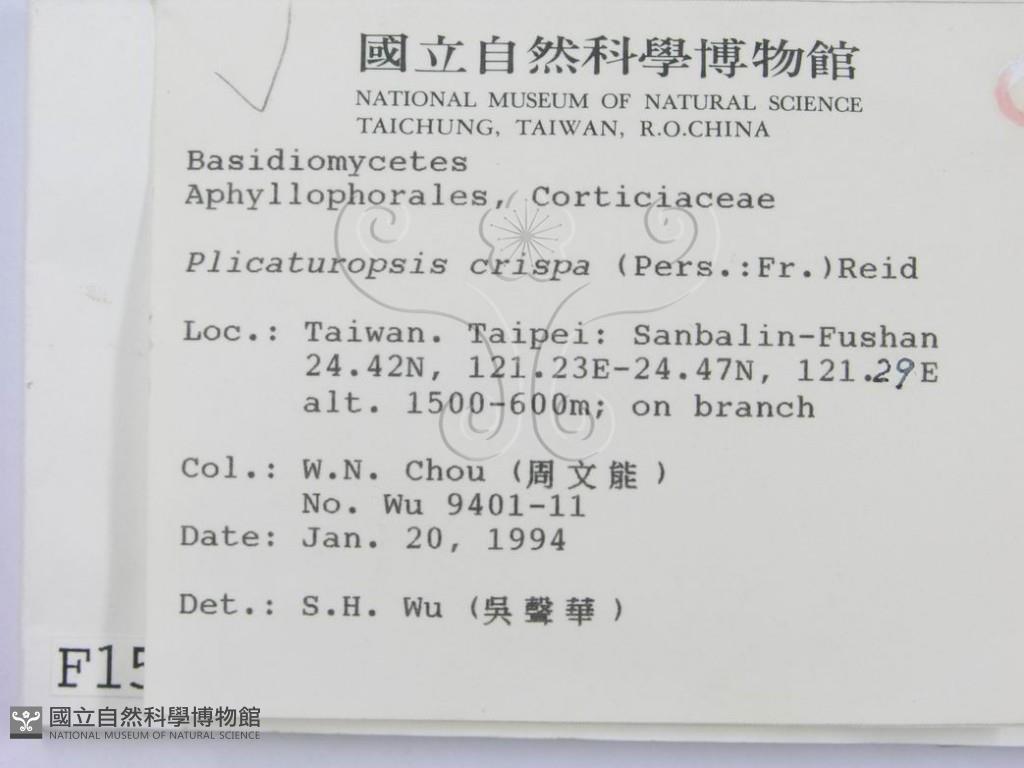 國立自然科學博物館
NATIONAL MUSEUM OF NATURAL SCIENCE
TAICHUNG, TAIWAN, R.O.CHINA
Basidiomycetes
Aphyllophorales, Corticiaceae
Plicaturopsis crispa (Pers.:Fr.)Reid
Loc.: Taiwan. Taipei: Sanbalin-Fushan
24.42N, 121.23E-24.47N, 121.29E
alt. 1500-600m; on branch
Col.: W.N. Chou (周文能)
No. Wu 9401-11
Date: Jan. 20, 1994
Det.: S.H. Wu (吳聲華)
F15
國立自然科學博物館
NATIONAL MUSEUM OF NATURAL SCIENCE